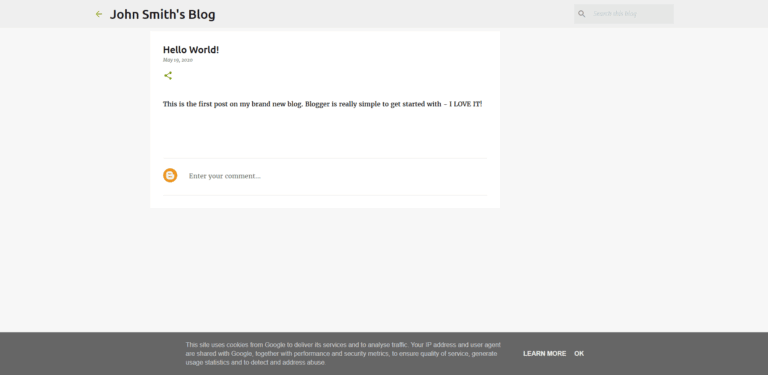 John Smith's Blog
Search this blog
Hello World!
May 19, 2020
This is the first post on my brand new blog. Blogger is really simple to get started with - I LOVE IT!
Enter your comment...
This site uses cookies from Google to deliver its services and to analyse traffic. Your IP address and user agent
are shared with Google, together with performance and security metrics, to ensure quality of service, generate
usage statistics and to detect and address abuse.
LEARN MORE OK